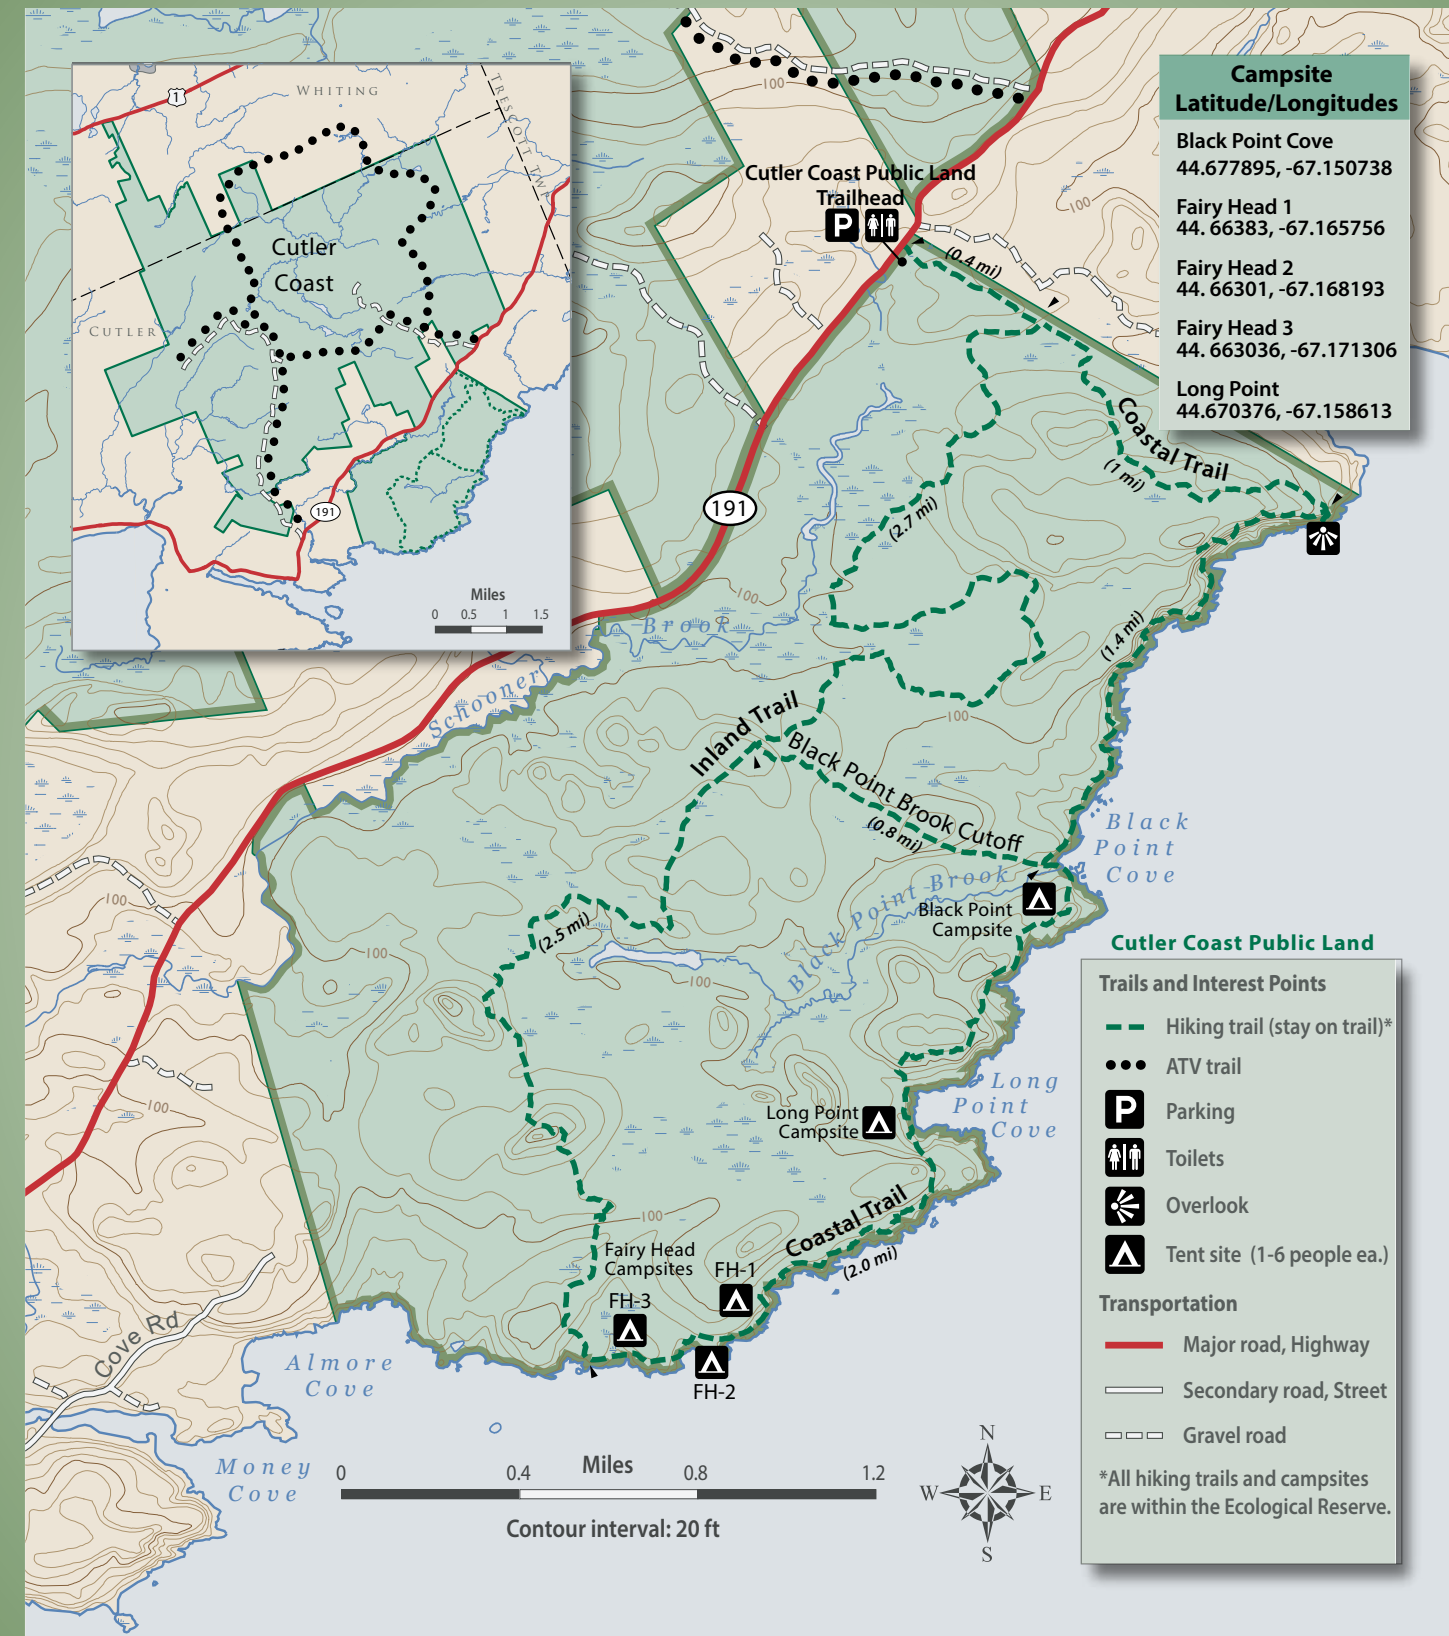 WHITING
TRESCOTT TWP
1
Cutler
Coast
CUTLER
191
Miles
0 0.5 1 1.5
100
Cutler Coast Public Land
Trailhead
P
(0.4 mi)
100
Campsite
Latitude/Longitudes
Black Point Cove
44.677895, -67.150738
Fairy Head 1
44. 66383, -67.165756
Fairy Head 2
44. 66301, -67.168193
Fairy Head 3
44. 663036, -67.171306
Long Point
44.670376, -67.158613
Coastal Trail
(1 mi)
191
(2.7 mi)
100
Schooner
Brook
(1.4 mi)
100
Inland Trail
Black Point Brook Cutoff
(0.8 mi)
Black
Point
Cove
Black Point Brook
Black Point
Campsite
100
(2.5 mi)
100
100
Long
Point
Cove
Long Point
Campsite
100
Coastal Trail
(2.0 mi)
100
Fairy Head
Campsites
FH-1
FH-3
FH-2
Cove Rd
Almore
Cove
Money
Cove
0 0.4 Miles 0.8 1.2
Contour interval: 20 ft
N
W E
S
Cutler Coast Public Land
Trails and Interest Points
Hiking trail (stay on trail)*
ATV trail
P Parking
Toilets
Overlook
Tent site (1-6 people ea.)
Transportation
Major road, Highway
Secondary road, Street
Gravel road
*All hiking trails and campsites
are within the Ecological Reserve.